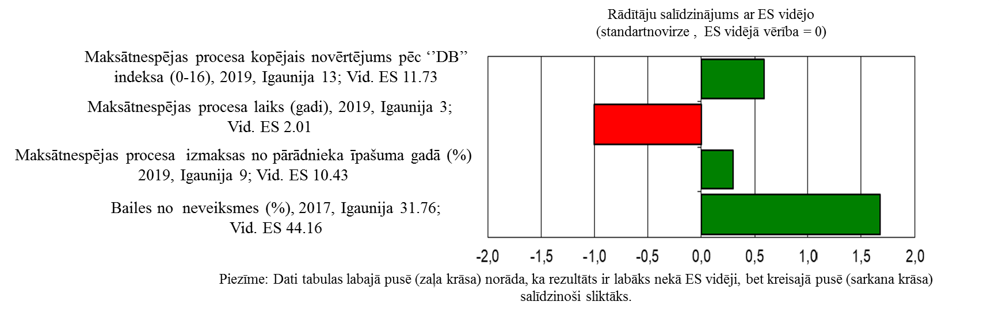 Rādītāju salīdzinājums ar ES vidējo
(standartnovirze , ES vidējā vērība = 0)
Maksātnespējas procesa kopējais novērtējums pēc ‘’DB”
indeksa (0-16), 2019, Igaunija 13; Vid. ES 11.73
Maksātnespējas procesa laiks (gadi), 2019, Igaunija 3;
Vid. ES 2.01
Maksātnespējas procesa izmaksas no pārādnieka īpašuma gadā (%)
2019, Igaunija 9; Vid. ES 10.43
Bailes no neveiksmes (%), 2017, Igaunija 31.76;
Vid. ES 44.16
-2,0 -1,5 -1,0 -0,5 0,0 0,5 1,0 1,5 2,0
Piezīme: Dati tabulas labajā pusē (zaļa krāsa) norāda, ka rezultāts ir labāks nekā ES vidēji, bet kreisajā pusē (sarkana krāsa)
salīdzinoši sliktāks.